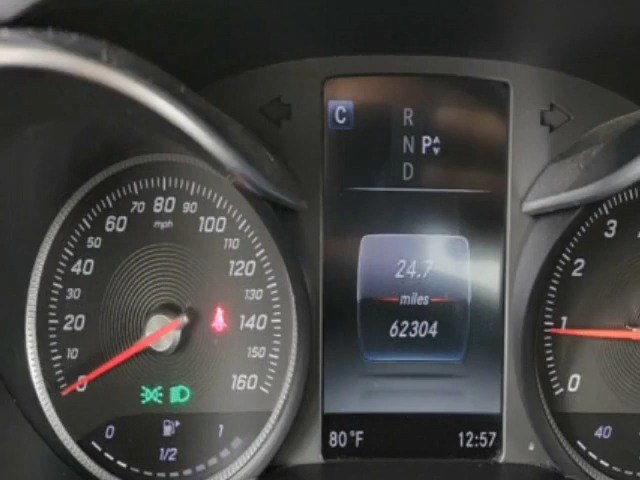 C
R
N P
D
24.7
miles
62304
80°F 12:57
0 10 20 30 40 50 60 70 80 90 100 110 120 130 140 150 160
mph
0 1/2 1
0 1 2 3
40